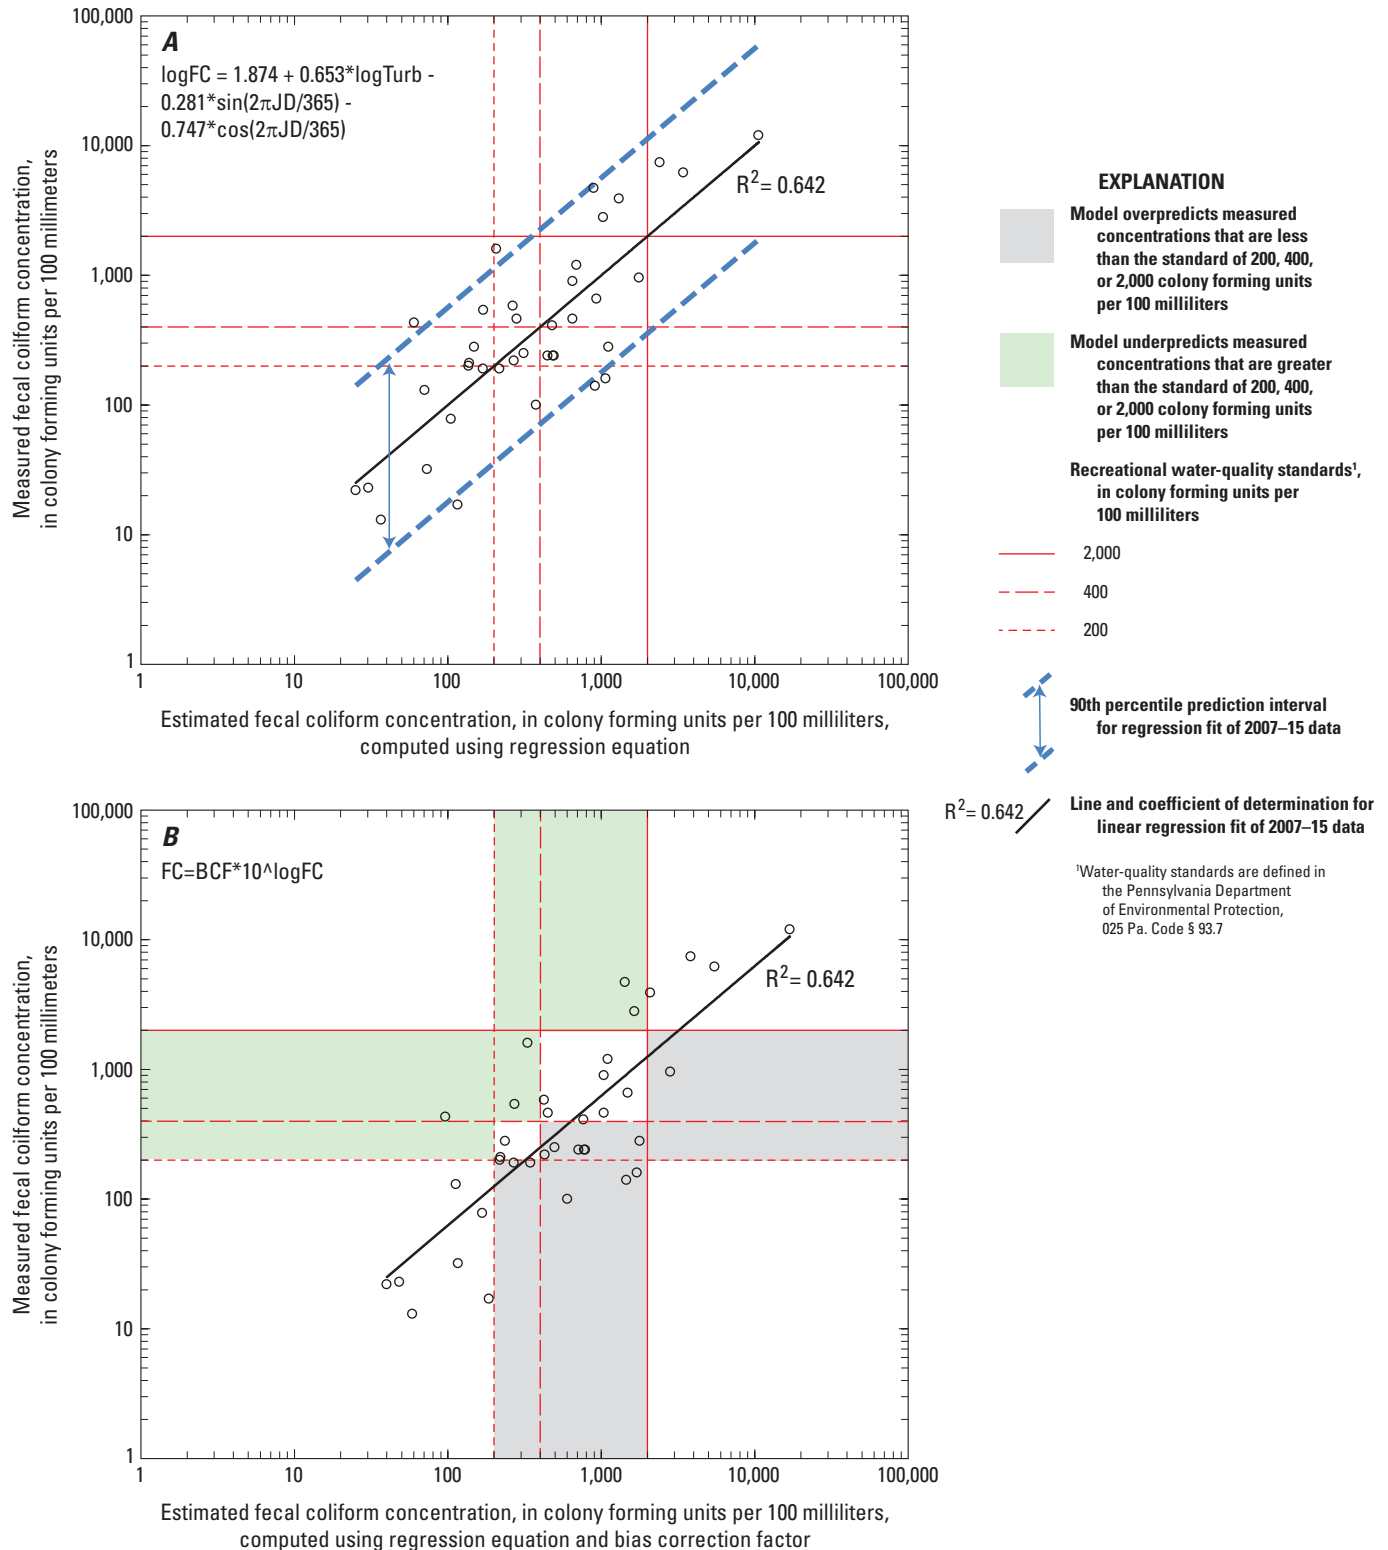 A
logFC = 1.874 + 0.653*logTurb -
0.281*sin(2πJD/365) -
0.747*cos(2πJD/365)
R2= 0.642
100,000
10,000
1,000
100
10
1
Measured fecal coliform concentration,
in colony forming units per 100 millimeters
1
10
100
1,000
10,000
100,000
Estimated fecal coliform concentration, in colony forming units per 100 milliliters,
computed using regression equation
EXPLANATION
Model overpredicts measured
concentrations that are less
than the standard of 200, 400,
or 2,000 colony forming units
per 100 milliliters
Model underpredicts measured
concentrations that are greater
than the standard of 200, 400,
or 2,000 colony forming units
per 100 milliliters
Recreational water-quality standards1,
in colony forming units per
100 milliliters
2,000
400
200
90th percentile prediction interval
for regression fit of 2007–15 data
R2= 0.642
Line and coefficient of determination for
linear regression fit of 2007–15 data
1Water-quality standards are defined in
the Pennsylvania Department
of Environmental Protection,
025 Pa. Code § 93.7
B
FC=BCF*10^logFC
R2= 0.642
100,000
10,000
1,000
100
10
1
Measured fecal coliform concentration,
in colony forming units per 100 millimeters
1
10
100
1,000
10,000
100,000
Estimated fecal coliform concentration, in colony forming units per 100 milliliters,
computed using regression equation and bias correction factor